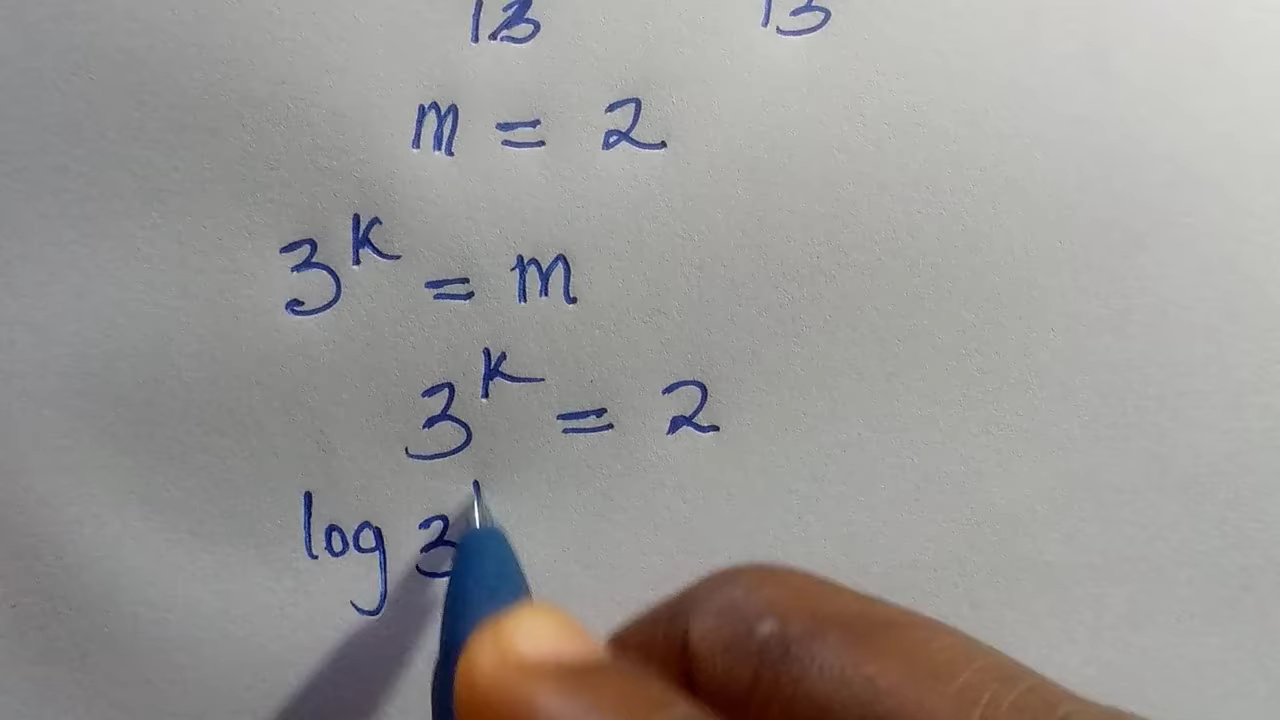 13 13
m = 2
3^k = m
3^k = 2
log 3